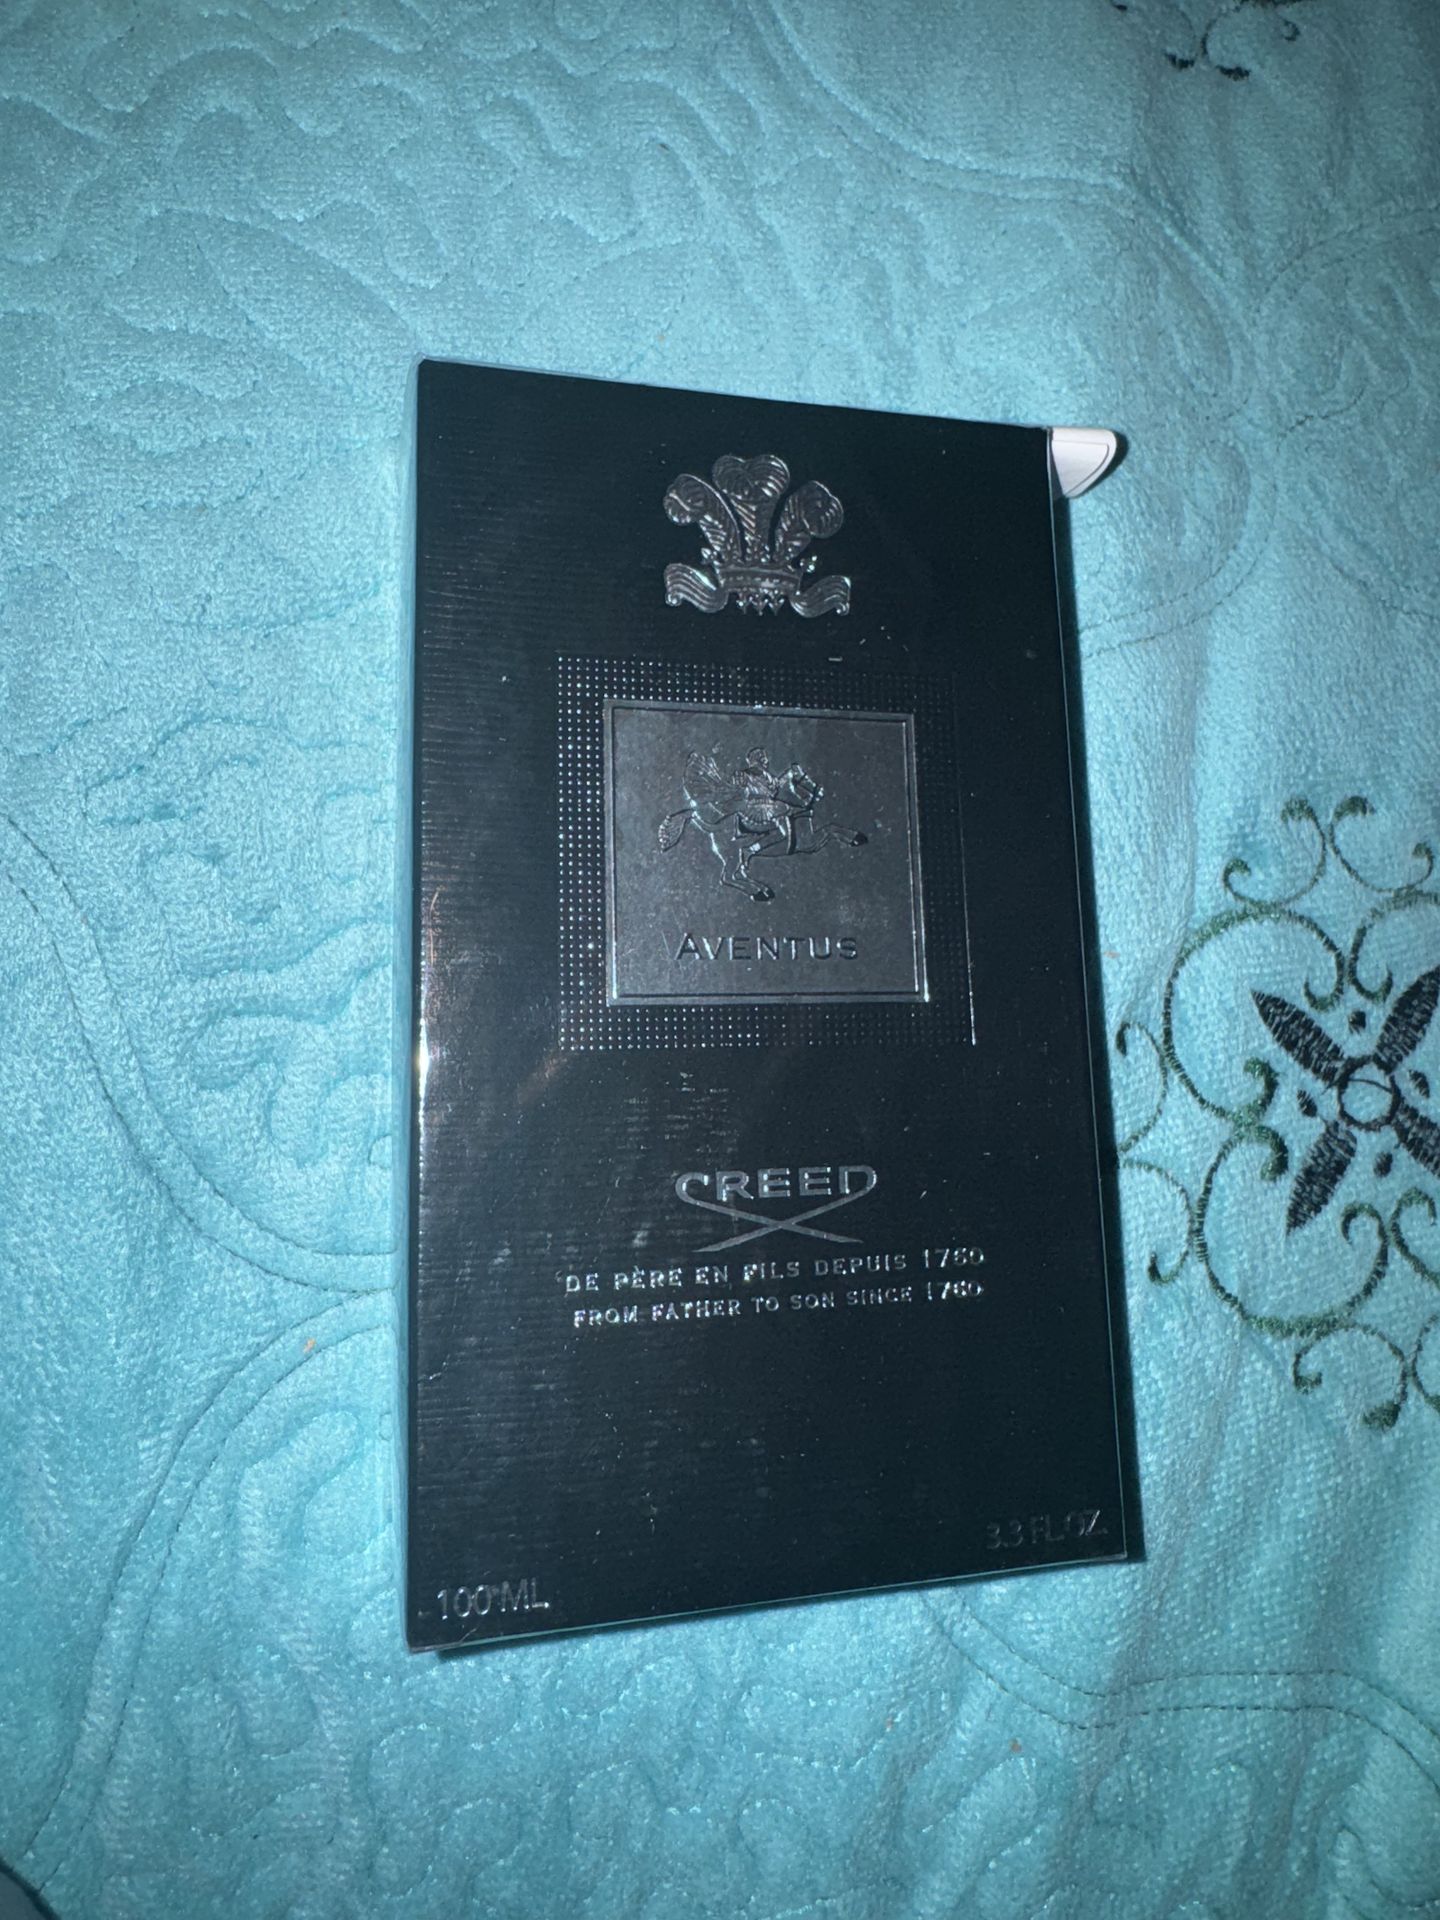 AVENTUS
CREED
DE PÈRE EN FILS DEPUIS 1760
FROM FATHER TO SON SINCE 1760
100 ML
3.3 FL.OZ.